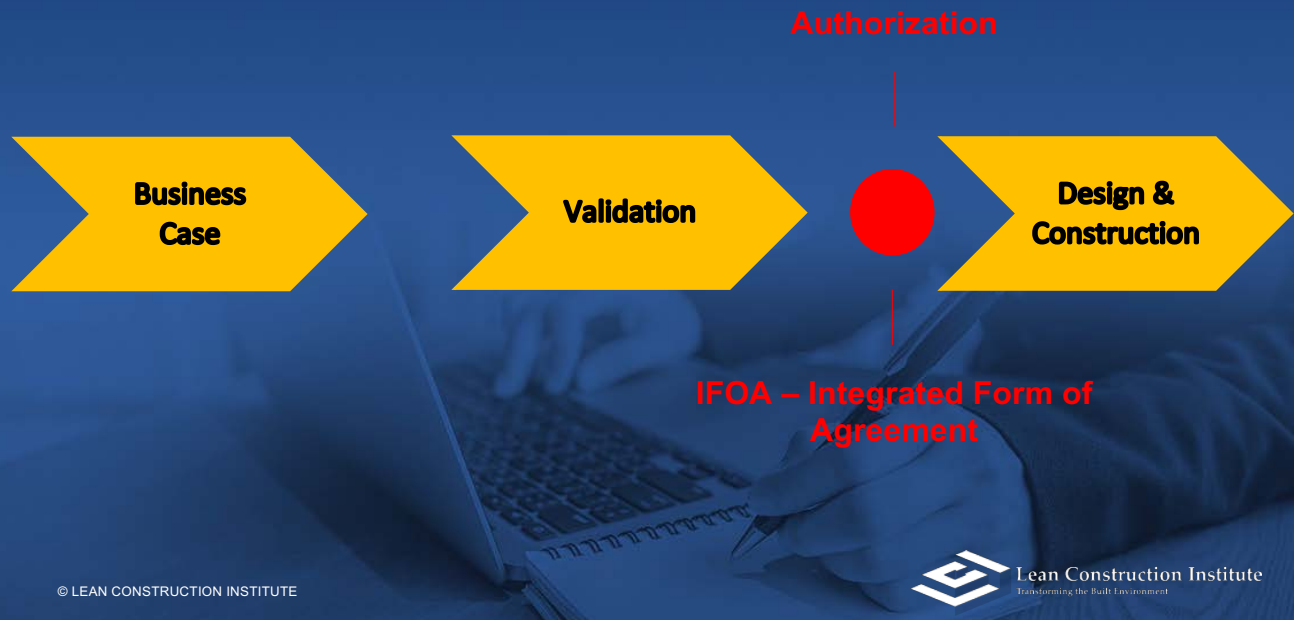 Authorization
Business
Case
Validation
Design &
Construction
IFOA – Integrated Form of
Agreement
© LEAN CONSTRUCTION INSTITUTE
Lean Construction Institute
Transforming the Built Environment